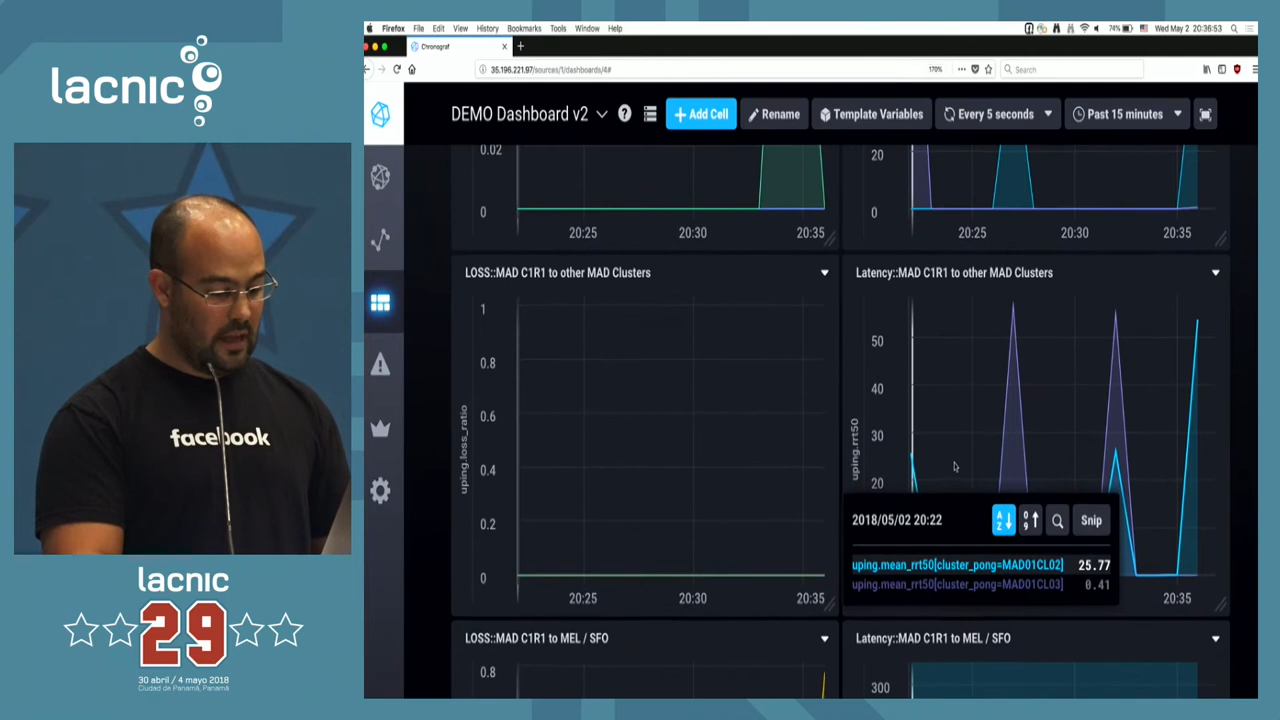 lacnic
facebook
lacnic
29
30 abril / 4 mayo 2018
Ciudad de Panamá, Panamá
Firefox File Edit View History Bookmarks Tools Window Help
74% Wed May 2 20:36:53
Chronograf
35.196.221.97/sources/1/dashboards/4#
170%
Search
DEMO Dashboard v2
+ Add Cell
Rename
Template Variables
Every 5 seconds
Past 15 minutes
0.02
0
20:25 20:30 20:35
20
0
20:25 20:30 20:35
LOSS::MAD C1R1 to other MAD Clusters
uping.loss_ratio
1
0.8
0.6
0.4
0.2
0
20:25 20:30 20:35
Latency::MAD C1R1 to other MAD Clusters
uping.rrt50
50
40
30
20
2018/05/02 20:22
A Z
0 9
Snip
uping.mean_rrt50[cluster_pong=MAD01CL02] 25.77
uping.mean_rrt50[cluster_pong=MAD01CL03] 0.41
20:35
LOSS::MAD C1R1 to MEL / SFO
0.8
Latency::MAD C1R1 to MEL / SFO
300